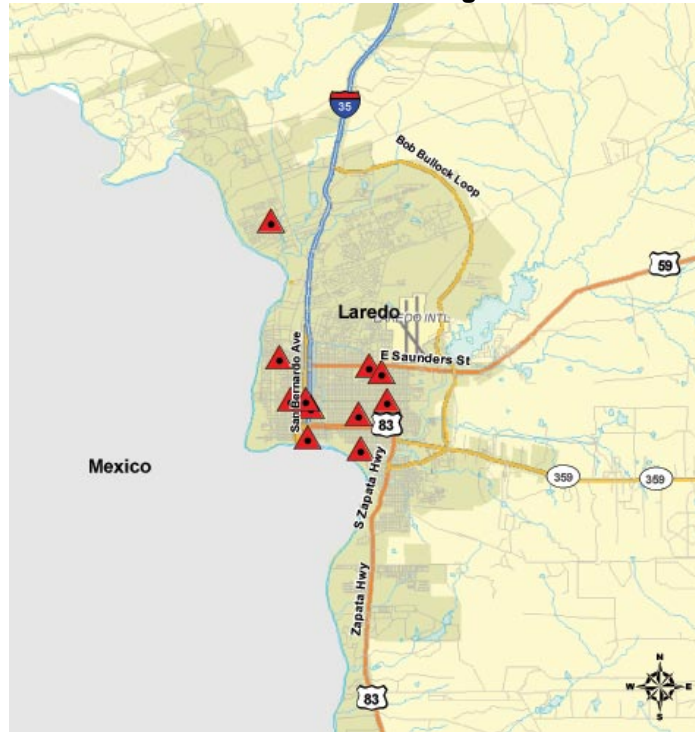 g
35
Bob Bullock Loop
59
Laredo
LAREDO INTL
E Saunders St
San Bernardo Ave
83
Mexico
359
359
S Zapata Hwy
Zapata Hwy
83
N
W
E
S